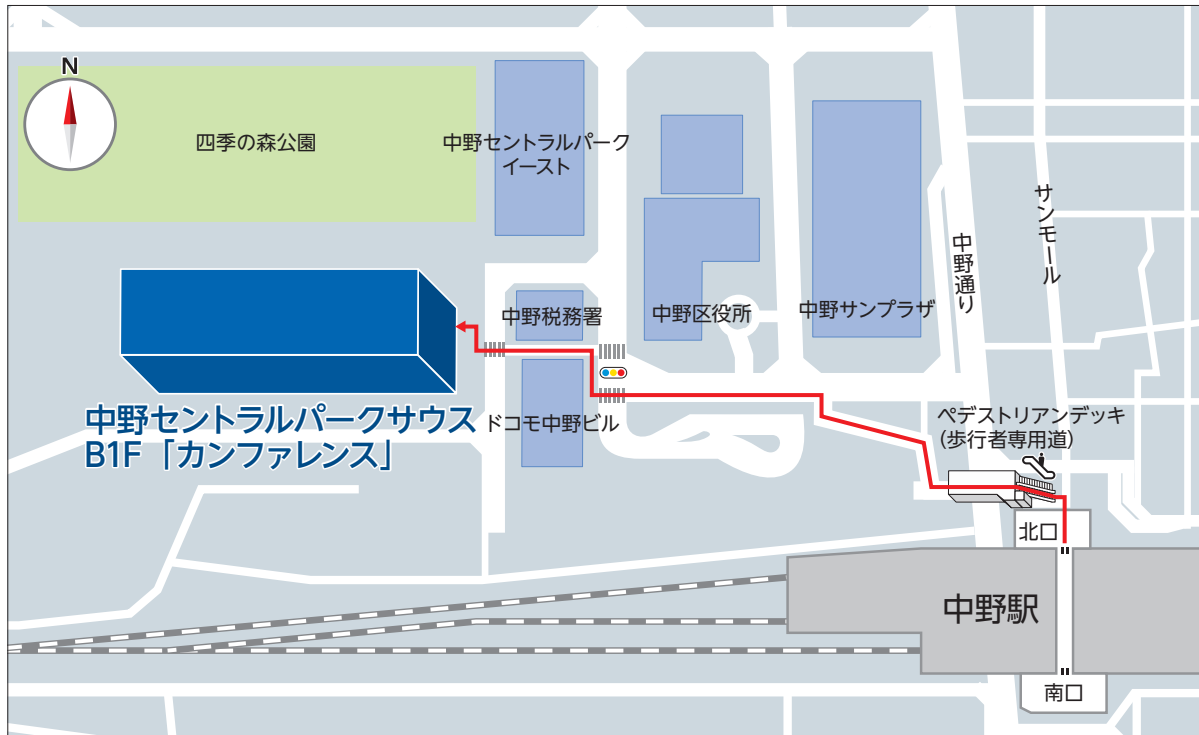 N
四季の森公園
中野セントラルパーク
イースト
サンモール
中野通り
中野税務署
中野区役所
中野サンプラザ
中野セントラルパークサウス
B1F「カンファレンス」
ドコモ中野ビル
ペデストリアンデッキ
(歩行者専用道)
北口
中野駅
南口